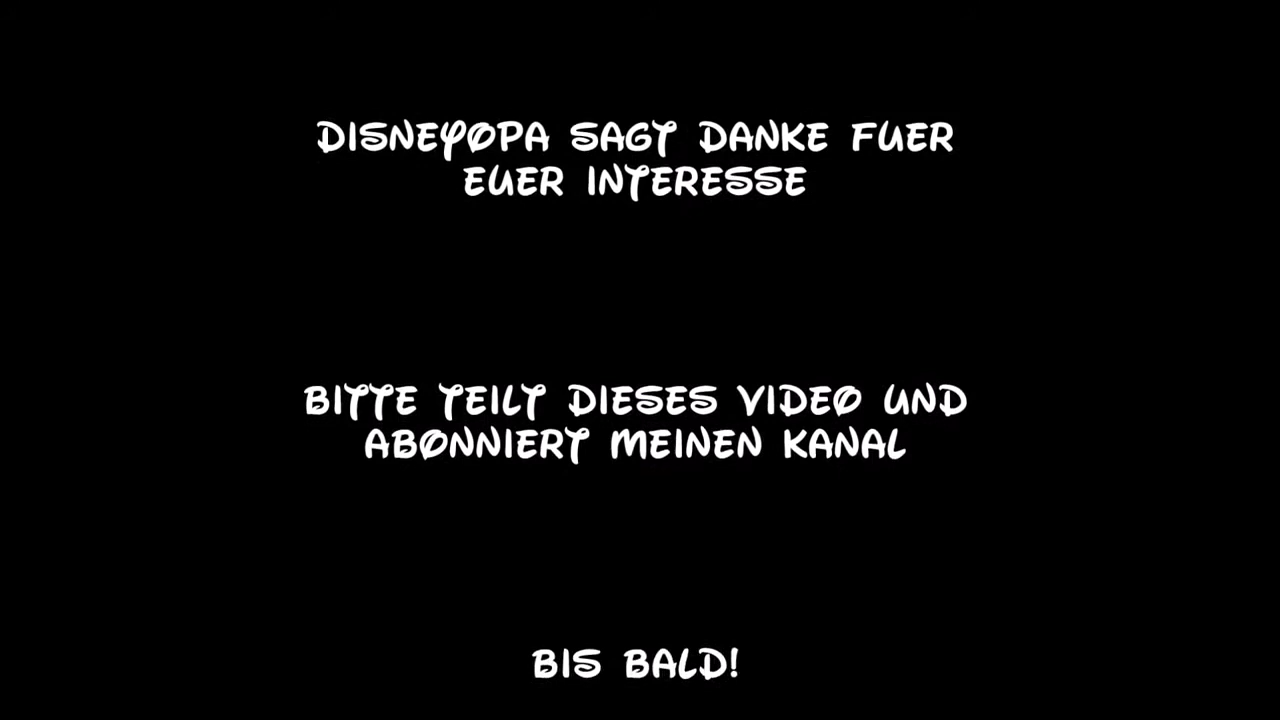 DISNEYOPA SAGT DANKE FUER
EUER INTERESSE
BITTE TEILT DIESES VIDEO UND
ABONNIERT MEINEN KANAL
BIS BALD!